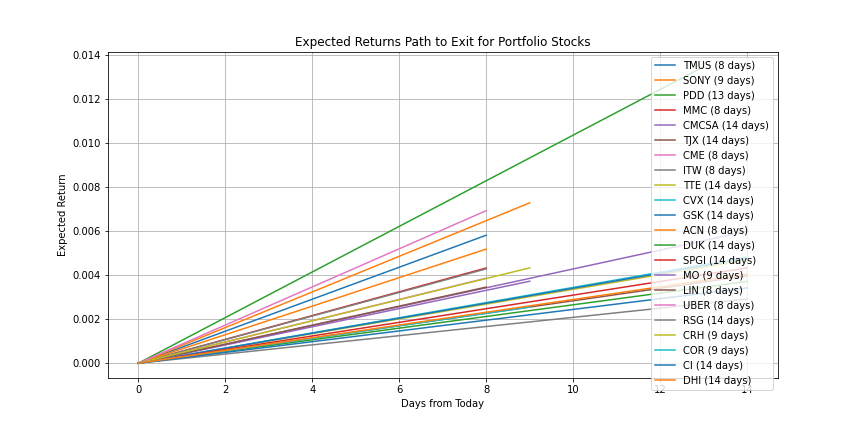 Expected Returns Path to Exit for Portfolio Stocks
0.014
0.012
0.010
0.008
0.006
0.004
0.002
0.000
Expected Return
0
2
4
6
8
10
12
14
Days from Today
TMUS (8 days)
SONY (9 days)
PDD (13 days)
MMC (8 days)
CMCSA (14 days)
TJX (14 days)
CME (8 days)
ITW (8 days)
TTE (14 days)
CVX (14 days)
GSK (14 days)
ACN (8 days)
DUK (14 days)
SPGI (14 days)
MO (9 days)
LIN (8 days)
UBER (8 days)
RSG (14 days)
CRH (9 days)
COR (9 days)
CI (14 days)
DHI (14 days)